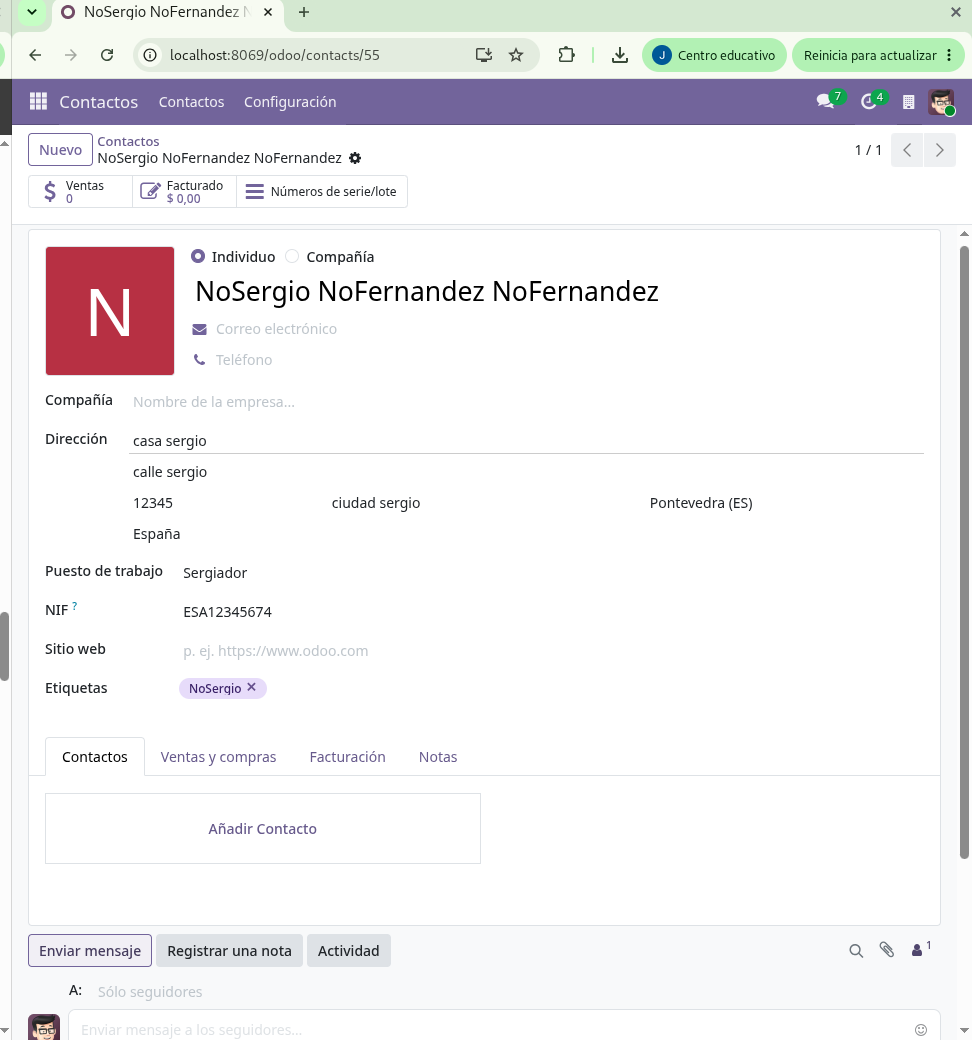 NoSergio NoFernandez N
localhost:8069/odoo/contacts/55
J Centro educativo
Reinicia para actualizar
Contactos Contactos Configuración 7 4
Nuevo Contactos
NoSergio NoFernandez NoFernandez
1 / 1
Ventas
0
Facturado
$ 0,00
Números de serie/lote
N
Individuo Compañía
NoSergio NoFernandez NoFernandez
Correo electrónico
Teléfono
Compañía Nombre de la empresa...
Dirección casa sergio
calle sergio
12345 ciudad sergio Pontevedra (ES)
España
Puesto de trabajo Sergiador
NIF ? ESA12345674
Sitio web p. ej. https://www.odoo.com
Etiquetas NoSergio
Contactos Ventas y compras Facturación Notas
Añadir Contacto
Enviar mensaje Registrar una nota Actividad 1
A: Sólo seguidores
Enviar mensaje a los seguidores...